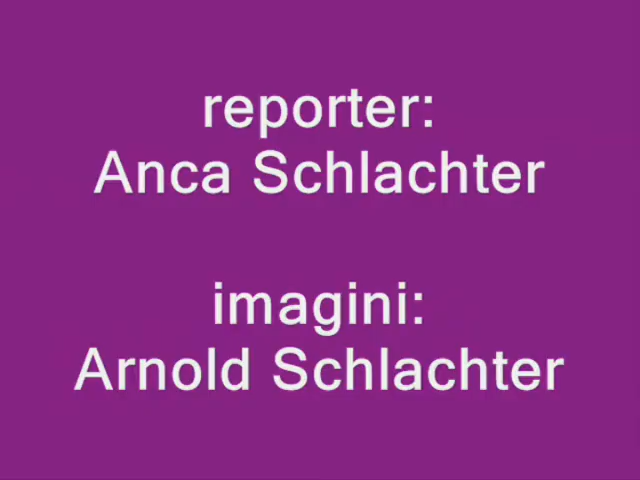 reporter:
Anca Schlachter
imagini:
Arnold Schlachter